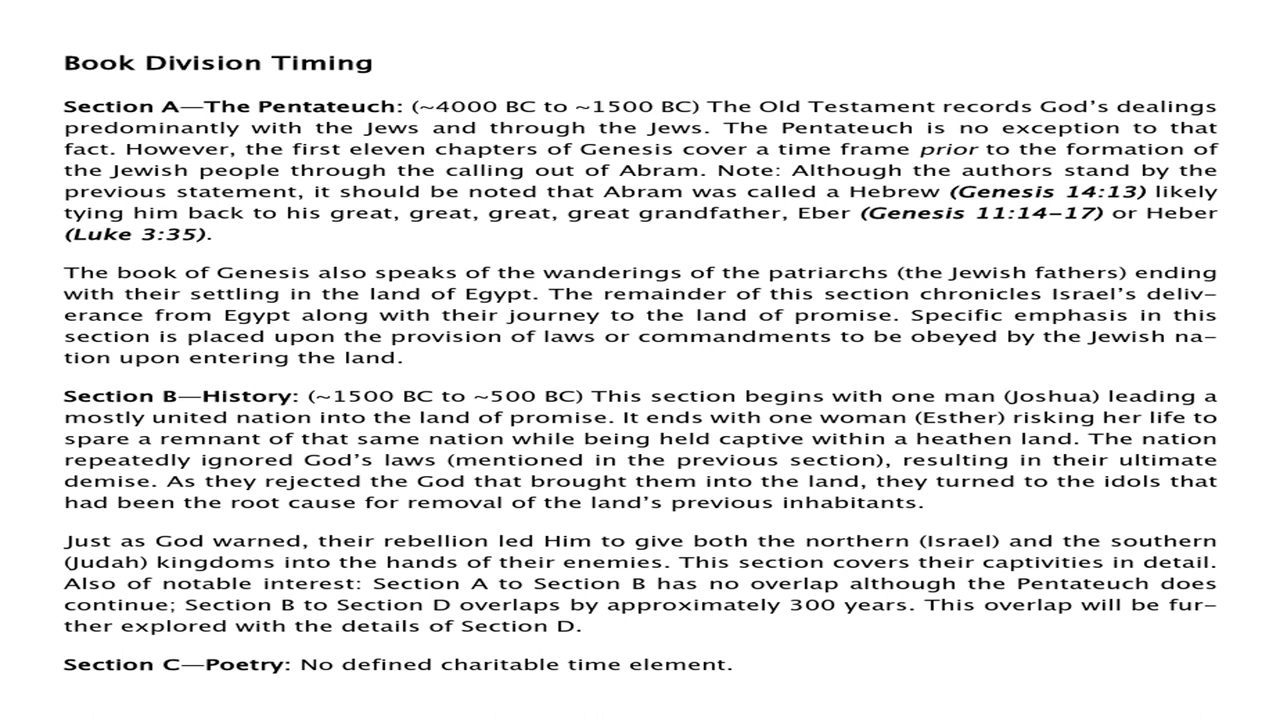 Book Division Timing
Section A—The Pentateuch: (~4000 BC to ~1500 BC) The Old Testament records God's dealings
predominantly with the Jews and through the Jews. The Pentateuch is no exception to that
fact. However, the first eleven chapters of Genesis cover a time frame prior to the formation of
the Jewish people through the calling out of Abram. Note: Although the authors stand by the
previous statement, it should be noted that Abram was called a Hebrew (Genesis 14:13) likely
tying him back to his great, great, great, great grandfather, Eber (Genesis 11:14–17) or Heber
(Luke 3:35).
The book of Genesis also speaks of the wanderings of the patriarchs (the Jewish fathers) ending
with their settling in the land of Egypt. The remainder of this section chronicles Israel's deliv-
erance from Egypt along with their journey to the land of promise. Specific emphasis in this
section is placed upon the provision of laws or commandments to be obeyed by the Jewish na-
tion upon entering the land.
Section B—History: (~1500 BC to ~500 BC) This section begins with one man (Joshua) leading a
mostly united nation into the land of promise. It ends with one woman (Esther) risking her life to
spare a remnant of that same nation while being held captive within a heathen land. The nation
repeatedly ignored God's laws (mentioned in the previous section), resulting in their ultimate
demise. As they rejected the God that brought them into the land, they turned to the idols that
had been the root cause for removal of the land's previous inhabitants.
Just as God warned, their rebellion led Him to give both the northern (Israel) and the southern
(Judah) kingdoms into the hands of their enemies. This section covers their captivities in detail.
Also of notable interest: Section A to Section B has no overlap although the Pentateuch does
continue; Section B to Section D overlaps by approximately 300 years. This overlap will be fur-
ther explored with the details of Section D.
Section C—Poetry: No defined charitable time element.